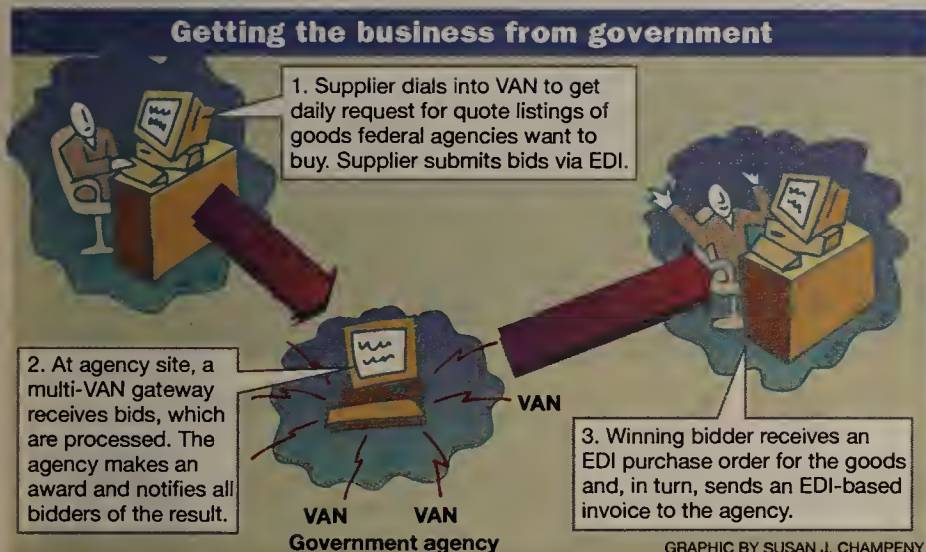 Getting the business from government
1. Supplier dials into VAN to get
daily request for quote listings of
goods federal agencies want to
buy. Supplier submits bids via EDI.
2. At agency site, a
multi-VAN gateway
receives bids, which
are processed. The
agency makes an
award and notifies all
bidders of the result.
VAN
VAN VAN
Government agency
3. Winning bidder receives an
EDI purchase order for the goods
and, in turn, sends an EDI-based
invoice to the agency.
GRAPHIC BY SUSAN J. CHAMPENY